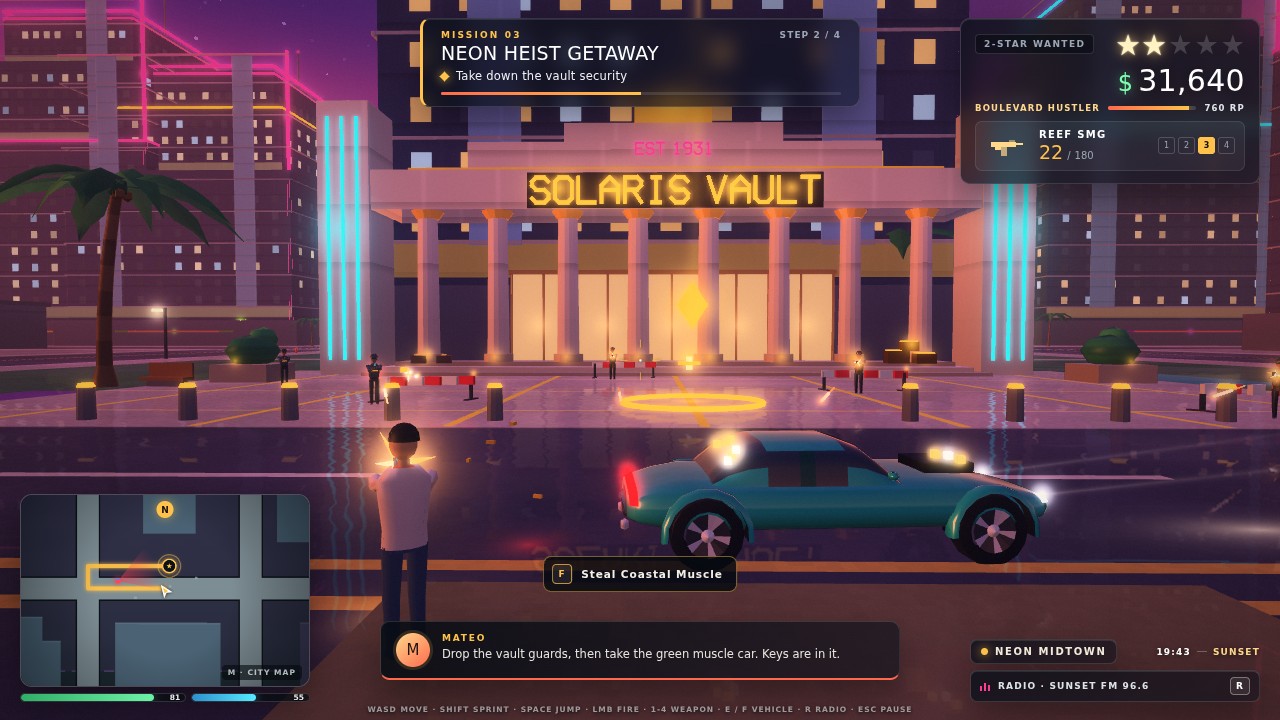 MISSION 03
STEP 2 / 4
NEON HEIST GETAWAY
Take down the vault security
2-STAR WANTED
$ 31,640
BOULEVARD HUSTLER
760 RP
REEF SMG
22 / 180
1 2 3 4
EST 1931
SOLARIS VAULT
N
M · CITY MAP
81
55
F Steal Coastal Muscle
M
MATEO
Drop the vault guards, then take the green muscle car. Keys are in it.
NEON MIDTOWN
19:43 — SUNSET
RADIO · SUNSET FM 96.6
R
WASD MOVE · SHIFT SPRINT · SPACE JUMP · LMB FIRE · 1-4 WEAPON · E / F VEHICLE · R RADIO · ESC PAUSE